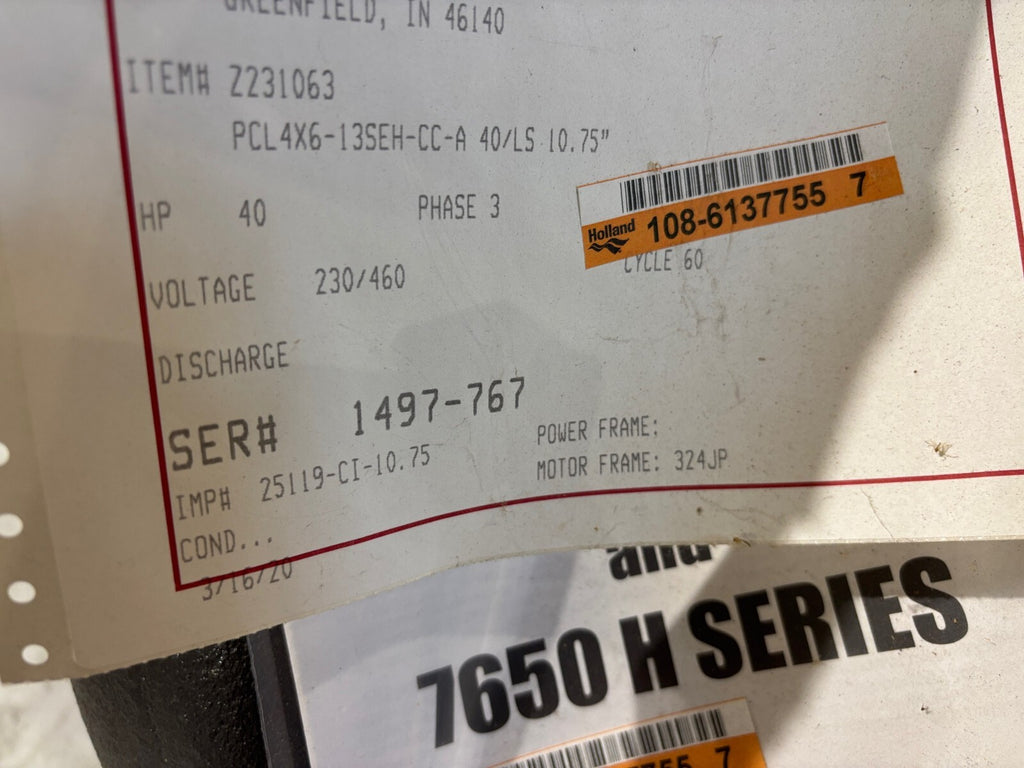 GREENFIELD, IN 46140
ITEM# Z231063
PCL4X6-13SEH-CC-A 40/LS 10.75"
HP 40 PHASE 3
Holland 108-6137755 7
CYCLE 60
VOLTAGE 230/460
DISCHARGE
SER# 1497-767
POWER FRAME:
IMP# 25119-CI-10.75
MOTOR FRAME: 324JP
COND...
3/16/20
and
7650 H SERIES
755 7